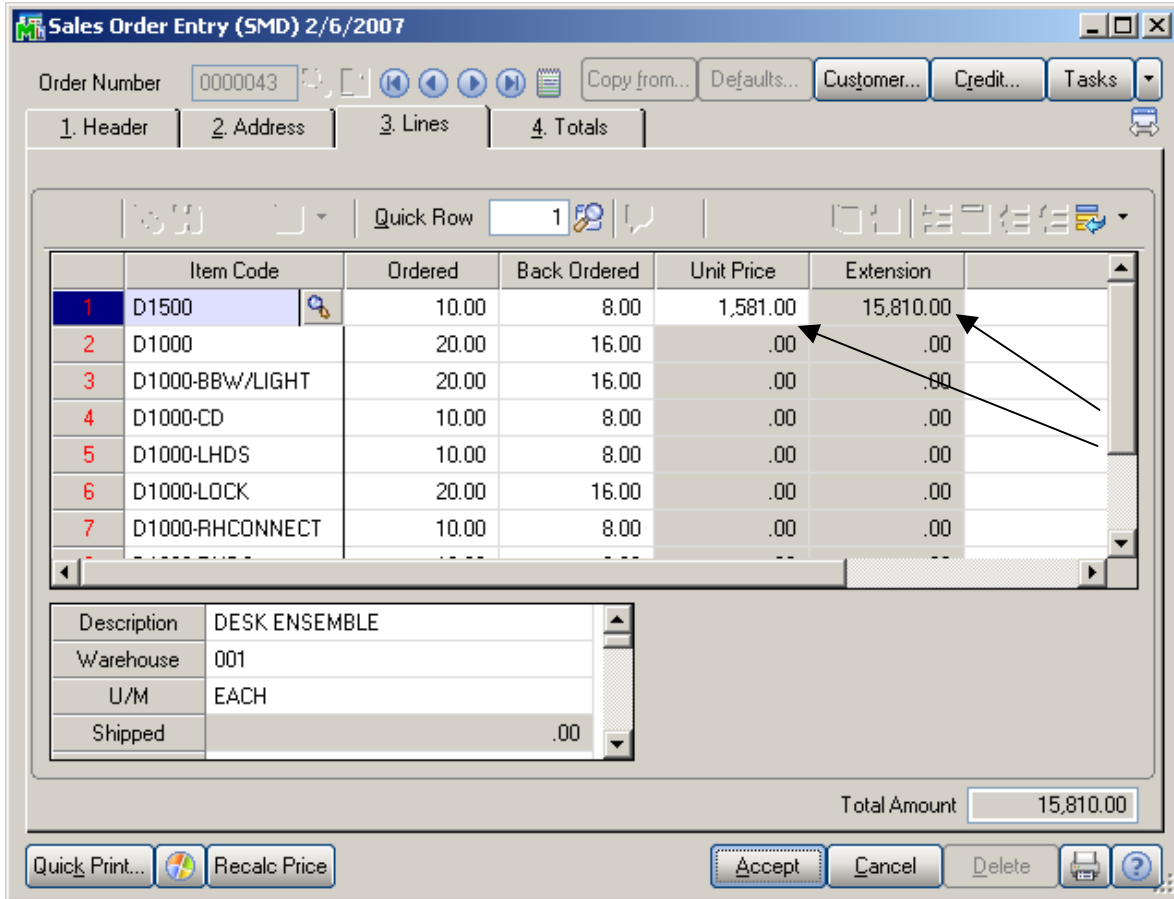 Sales Order Entry (SMD) 2/6/2007
Order Number 0000043 Copy from... Defaults... Customer... Credit... Tasks
1. Header 2. Address 3. Lines 4. Totals
Quick Row 1
Item Code Ordered Back Ordered Unit Price Extension
1 D1500 10.00 8.00 1,581.00 15,810.00
2 D1000 20.00 16.00 .00 .00
3 D1000-BBW/LIGHT 20.00 16.00 .00 .00
4 D1000-CD 10.00 8.00 .00 .00
5 D1000-LHDS 10.00 8.00 .00 .00
6 D1000-LOCK 20.00 16.00 .00 .00
7 D1000-RHCONNECT 10.00 8.00 .00 .00
Description DESK ENSEMBLE
Warehouse 001
U/M EACH
Shipped .00
Total Amount 15,810.00
Quick Print... Recalc Price Accept Cancel Delete